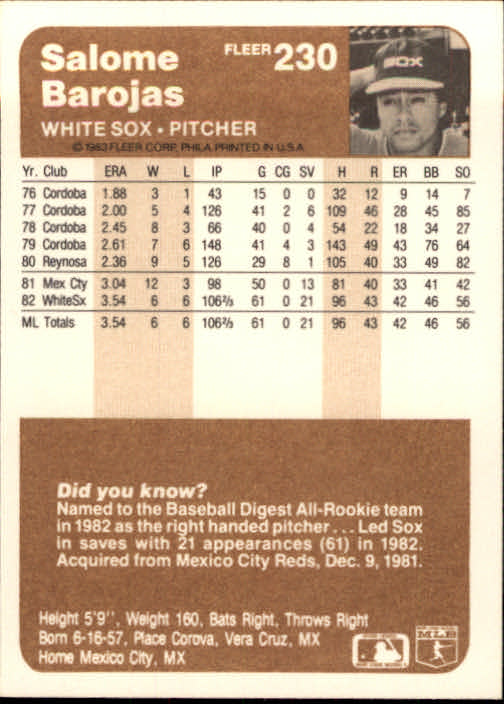 Salome
Barojas
FLEER 230
SOX
WHITE SOX • PITCHER
© 1983 FLEER CORP. PHILA. PRINTED IN U.S.A.
Yr. Club ERA W L IP G CG SV H R ER BB SO
76 Cordoba 1.88 3 1 43 15 0 0 32 12 9 14 7
77 Cordoba 2.00 5 4 126 41 2 6 109 46 28 45 85
78 Cordoba 2.45 8 3 66 40 0 4 54 22 18 34 27
79 Cordoba 2.61 7 6 148 41 4 3 143 49 43 76 64
80 Reynosa 2.36 9 5 126 29 8 1 105 40 33 49 82
81 Mex Cty 3.04 12 3 98 50 0 13 81 40 33 41 42
82 WhiteSx 3.54 6 6 106⅔ 61 0 21 96 43 42 46 56
ML Totals 3.54 6 6 106⅔ 61 0 21 96 43 42 46 56
Did you know?
Named to the Baseball Digest All-Rookie team
in 1982 as the right handed pitcher... Led Sox
in saves with 21 appearances (61) in 1982.
Acquired from Mexico City Reds, Dec. 9, 1981.
Height 5'9", Weight 160, Bats Right, Throws Right
Born 6-16-57, Place Corova, Vera Cruz, MX
Home Mexico City, MX